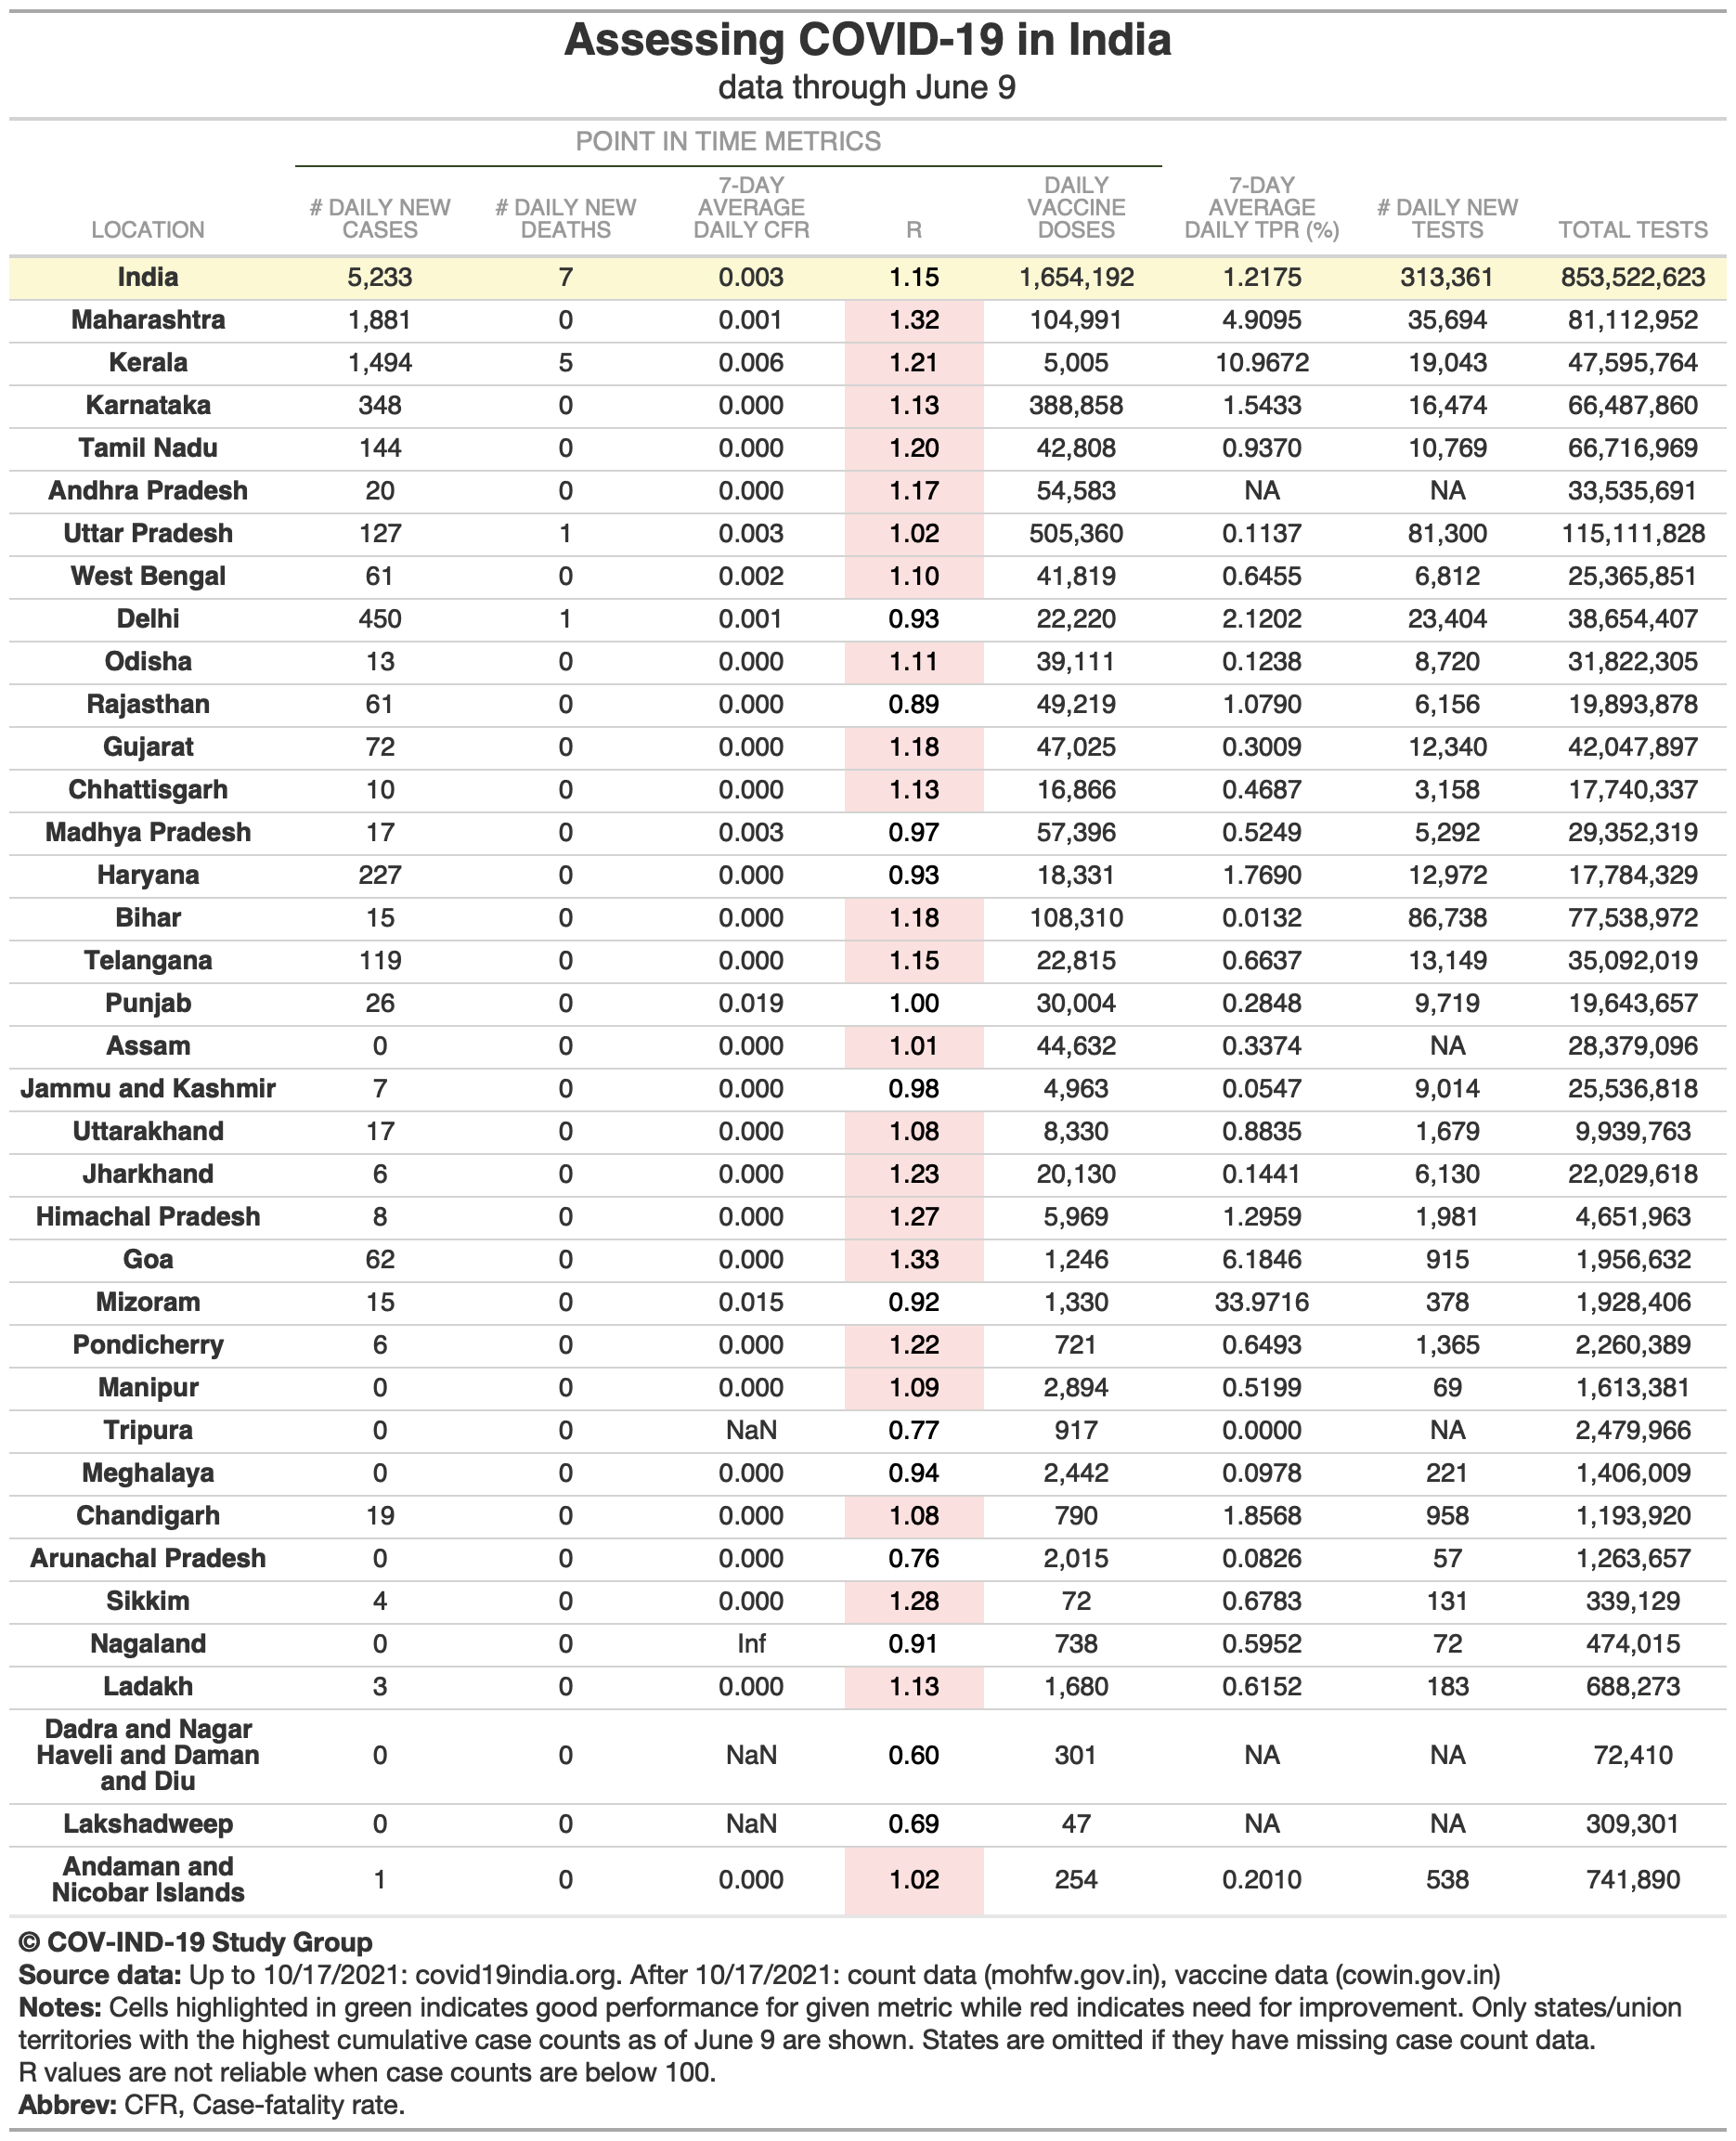 Assessing COVID-19 in India
data through June 9
POINT IN TIME METRICS
LOCATION # DAILY NEW CASES # DAILY NEW DEATHS 7-DAY AVERAGE DAILY CFR R DAILY VACCINE DOSES 7-DAY AVERAGE DAILY TPR (%) # DAILY NEW TESTS TOTAL TESTS
India 5,233 7 0.003 1.15 1,654,192 1.2175 313,361 853,522,623
Maharashtra 1,881 0 0.001 1.32 104,991 4.9095 35,694 81,112,952
Kerala 1,494 5 0.006 1.21 5,005 10.9672 19,043 47,595,764
Karnataka 348 0 0.000 1.13 388,858 1.5433 16,474 66,487,860
Tamil Nadu 144 0 0.000 1.20 42,808 0.9370 10,769 66,716,969
Andhra Pradesh 20 0 0.000 1.17 54,583 NA NA 33,535,691
Uttar Pradesh 127 1 0.003 1.02 505,360 0.1137 81,300 115,111,828
West Bengal 61 0 0.002 1.10 41,819 0.6455 6,812 25,365,851
Delhi 450 1 0.001 0.93 22,220 2.1202 23,404 38,654,407
Odisha 13 0 0.000 1.11 39,111 0.1238 8,720 31,822,305
Rajasthan 61 0 0.000 0.89 49,219 1.0790 6,156 19,893,878
Gujarat 72 0 0.000 1.18 47,025 0.3009 12,340 42,047,897
Chhattisgarh 10 0 0.000 1.13 16,866 0.4687 3,158 17,740,337
Madhya Pradesh 17 0 0.003 0.97 57,396 0.5249 5,292 29,352,319
Haryana 227 0 0.000 0.93 18,331 1.7690 12,972 17,784,329
Bihar 15 0 0.000 1.18 108,310 0.0132 86,738 77,538,972
Telangana 119 0 0.000 1.15 22,815 0.6637 13,149 35,092,019
Punjab 26 0 0.019 1.00 30,004 0.2848 9,719 19,643,657
Assam 0 0 0.000 1.01 44,632 0.3374 NA 28,379,096
Jammu and Kashmir 7 0 0.000 0.98 4,963 0.0547 9,014 25,536,818
Uttarakhand 17 0 0.000 1.08 8,330 0.8835 1,679 9,939,763
Jharkhand 6 0 0.000 1.23 20,130 0.1441 6,130 22,029,618
Himachal Pradesh 8 0 0.000 1.27 5,969 1.2959 1,981 4,651,963
Goa 62 0 0.000 1.33 1,246 6.1846 915 1,956,632
Mizoram 15 0 0.015 0.92 1,330 33.9716 378 1,928,406
Pondicherry 6 0 0.000 1.22 721 0.6493 1,365 2,260,389
Manipur 0 0 0.000 1.09 2,894 0.5199 69 1,613,381
Tripura 0 0 NaN 0.77 917 0.0000 NA 2,479,966
Meghalaya 0 0 0.000 0.94 2,442 0.0978 221 1,406,009
Chandigarh 19 0 0.000 1.08 790 1.8568 958 1,193,920
Arunachal Pradesh 0 0 0.000 0.76 2,015 0.0826 57 1,263,657
Sikkim 4 0 0.000 1.28 72 0.6783 131 339,129
Nagaland 0 0 Inf 0.91 738 0.5952 72 474,015
Ladakh 3 0 0.000 1.13 1,680 0.6152 183 688,273
Dadra and Nagar
Haveli and Daman
and Diu 0 0 NaN 0.60 301 NA NA 72,410
Lakshadweep 0 0 NaN 0.69 47 NA NA 309,301
Andaman and
Nicobar Islands 1 0 0.000 1.02 254 0.2010 538 741,890
© COV-IND-19 Study Group
Source data: Up to 10/17/2021: covid19india.org. After 10/17/2021: count data (mohfw.gov.in), vaccine data (cowin.gov.in)
Notes: Cells highlighted in green indicates good performance for given metric while red indicates need for improvement. Only states/union
territories with the highest cumulative case counts as of June 9 are shown. States are omitted if they have missing case count data.
R values are not reliable when case counts are below 100.
Abbrev: CFR, Case-fatality rate.